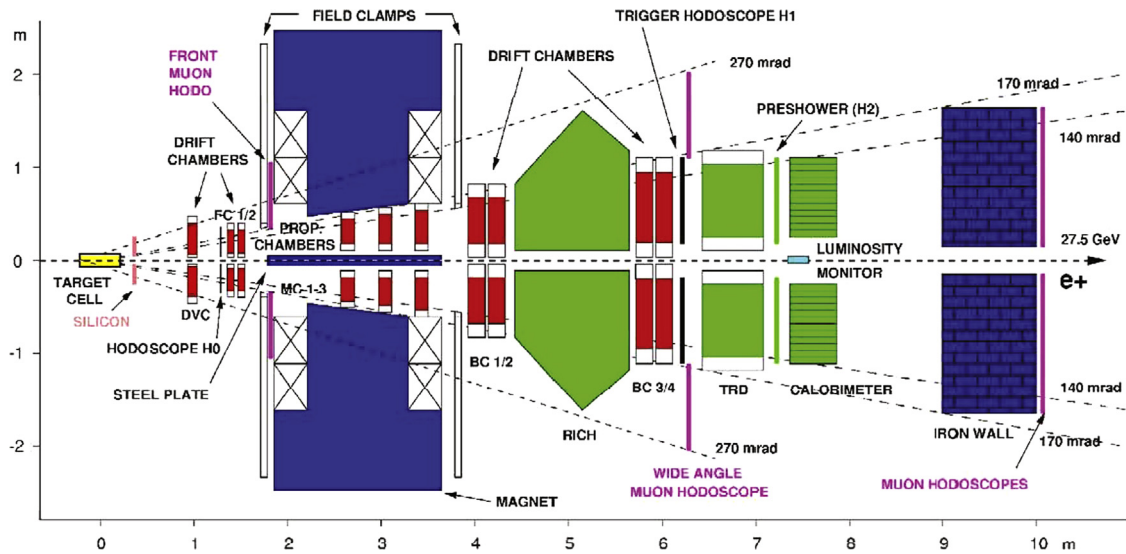 m
FIELD CLAMPS
TRIGGER HODOSCOPE H1
FRONT
MUON
HODO
DRIFT CHAMBERS
270 mrad
170 mrad
PRESHOWER (H2)
140 mrad
DRIFT
CHAMBERS
FC 1/2
2
1
0
-1
-2
PROP.
CHAMBERS
27.5 GeV
LUMINOSITY
MONITOR
e+
TARGET
CELL
SILICON
DVC
MC 1-3
HODOSCOPE H0
STEEL PLATE
BC 1/2
BC 3/4
TRD
CALORIMETER
140 mrad
RICH
270 mrad
IRON WALL
170 mrad
WIDE ANGLE
MUON HODOSCOPE
MUON HODOSCOPES
MAGNET
0 1 2 3 4 5 6 7 8 9 10 m